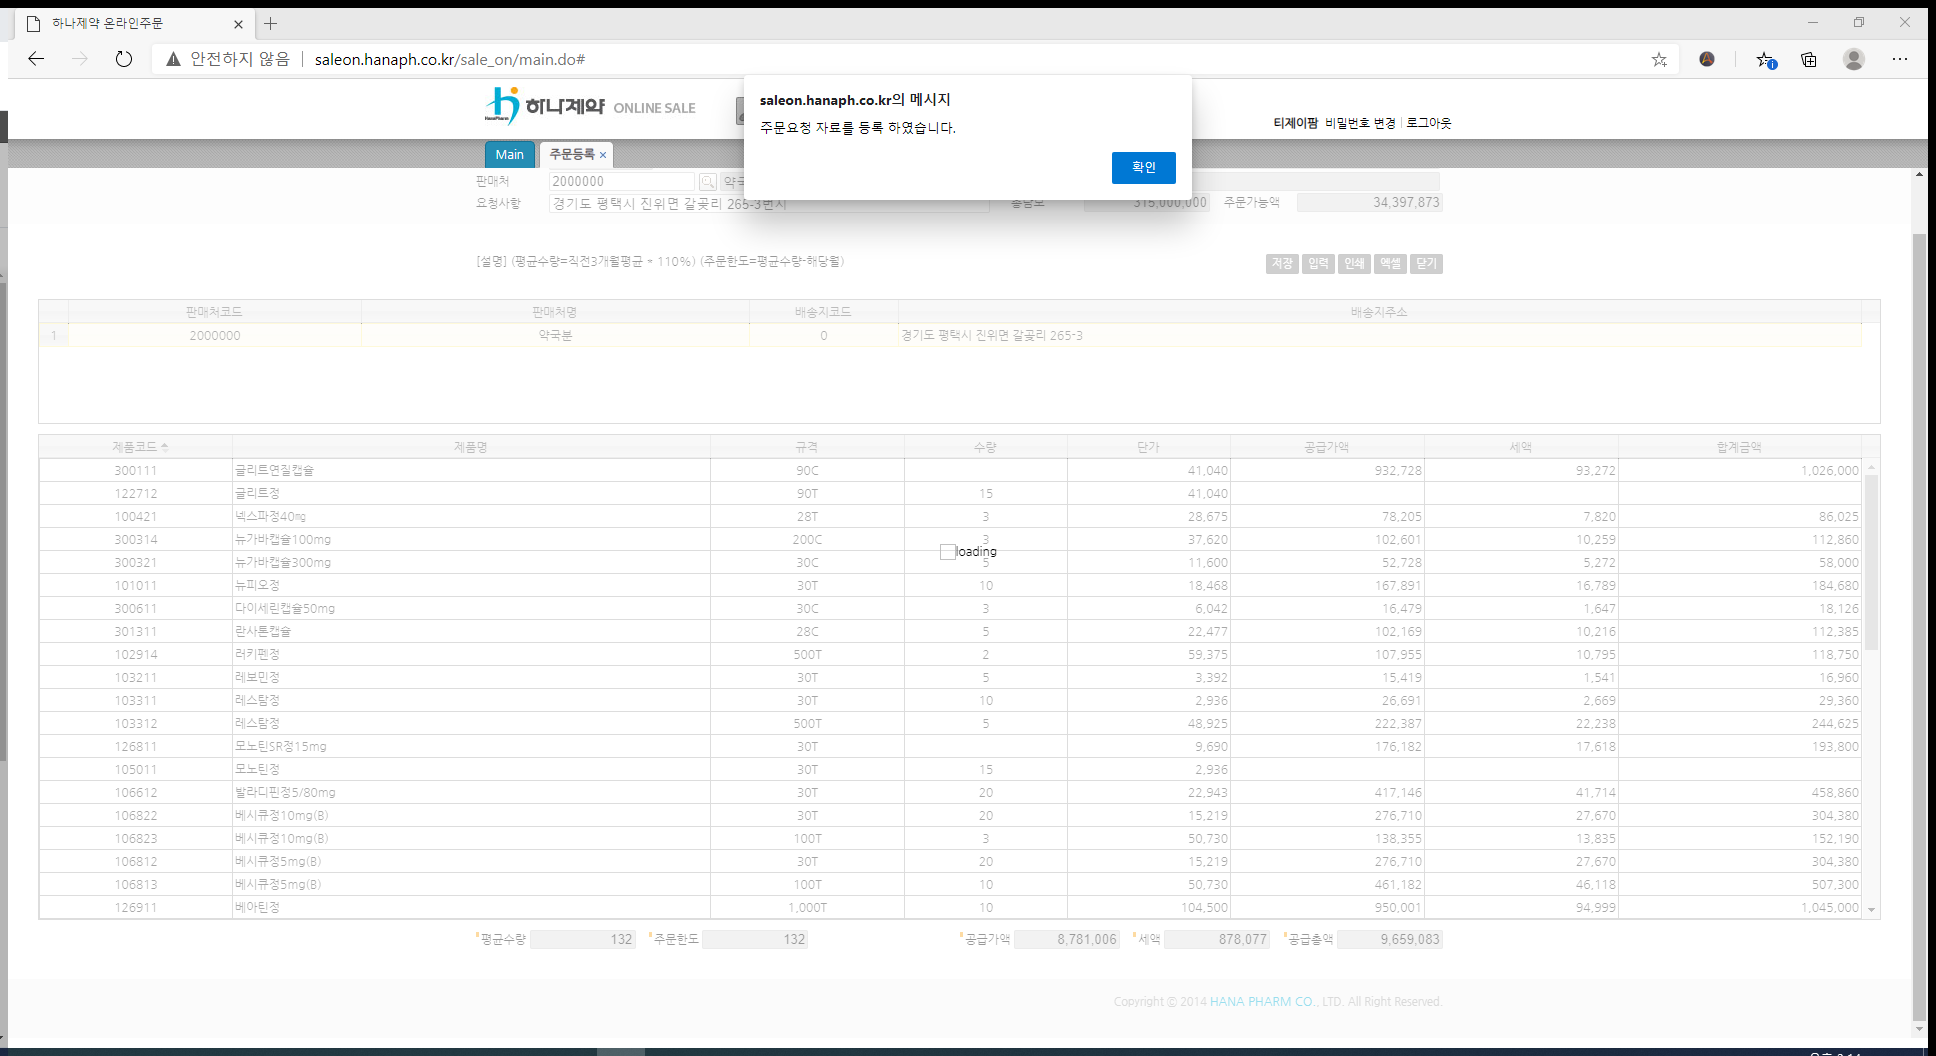 하나제약 온라인주문
안전하지 않음 | saleon.hanaph.co.kr/sale_on/main.do#
하나제약 ONLINE SALE
HanaPharm
saleon.hanaph.co.kr의 메시지
주문요청 자료를 등록 하였습니다.
확인
티제이팜 비밀번호 변경 | 로그아웃
Main 주문등록
판매처 2000000 약국
요청사항 경기도 평택시 진위면 갈곶리 265-3번지 총담보 315,000,000 주문가능액 34,397,873
[설명] (평균수량=직전3개월평균 * 110%) (주문한도=평균수량-해당월)
저장 입력 인쇄 엑셀 닫기
판매처코드 판매처명 배송지코드 배송지주소
1 2000000 약국분 0 경기도 평택시 진위면 갈곶리 265-3
제품코드 제품명 규격 수량 단가 공급가액 세액 합계금액
300111 글리트연질캡슐 90C 41,040 932,728 93,272 1,026,000
122712 글리트정 90T 15 41,040
100421 넥스파정40㎎ 28T 3 28,675 78,205 7,820 86,025
300314 뉴가바캡슐100mg 200C 3 37,620 102,601 10,259 112,860
loading
300321 뉴가바캡슐300mg 30C 5 11,600 52,728 5,272 58,000
101011 뉴피오정 30T 10 18,468 167,891 16,789 184,680
300611 다이세린캡슐50mg 30C 3 6,042 16,479 1,647 18,126
301311 란사톤캡슐 28C 5 22,477 102,169 10,216 112,385
102914 러키펜정 500T 2 59,375 107,955 10,795 118,750
103211 레보민정 30T 5 3,392 15,419 1,541 16,960
103311 레스탐정 30T 10 2,936 26,691 2,669 29,360
103312 레스탐정 500T 5 48,925 222,387 22,238 244,625
126811 모노틴SR정15mg 30T 9,690 176,182 17,618 193,800
105011 모노틴정 30T 15 2,936
106612 발라디핀정5/80mg 30T 20 22,943 417,146 41,714 458,860
106822 베시큐정10mg(B) 30T 20 15,219 276,710 27,670 304,380
106823 베시큐정10mg(B) 100T 3 50,730 138,355 13,835 152,190
106812 베시큐정5mg(B) 30T 20 15,219 276,710 27,670 304,380
106813 베시큐정5mg(B) 100T 10 50,730 461,182 46,118 507,300
126911 베아틴정 1,000T 10 104,500 950,001 94,999 1,045,000
평균수량 132 주문한도 132 공급가액 8,781,006 세액 878,077 공급총액 9,659,083
Copyright ⓒ 2014 HANA PHARM CO., LTD. All Right Reserved.